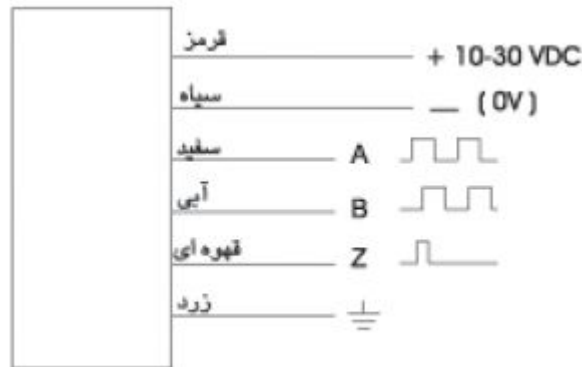 قرمز + 10-30 VDC
سیاه — ( 0V )
سفید A
آبی B
قهوه ای Z
زرد